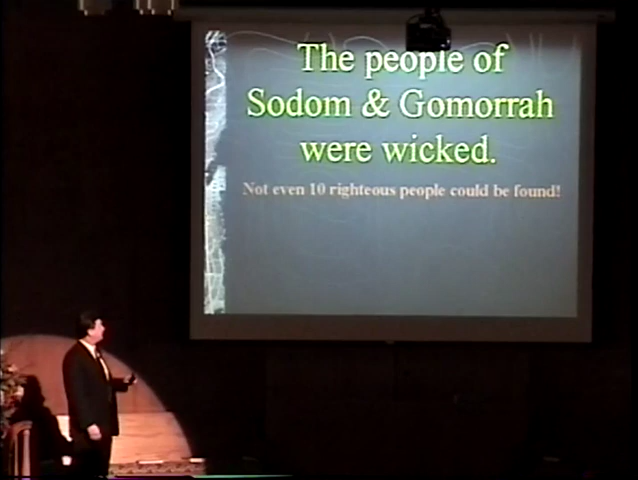 The people of
Sodom & Gomorrah
were wicked.
Not even 10 righteous people could be found!